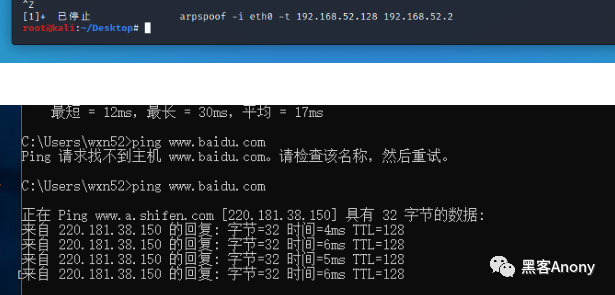 ^Z
[1]+  已停止               arpspoof -i eth0 -t 192.168.52.128 192.168.52.2
root@kali:~/Desktop#
最短 = 12ms，最长 = 30ms，平均 = 17ms
C:\Users\wxn52>ping www.baidu.com
Ping 请求找不到主机 www.baidu.com。请检查该名称，然后重试。
C:\Users\wxn52>ping www.baidu.com
正在 Ping www.a.shifen.com [220.181.38.150] 具有 32 字节的数据:
来自 220.181.38.150 的回复: 字节=32 时间=4ms TTL=128
来自 220.181.38.150 的回复: 字节=32 时间=6ms TTL=128
来自 220.181.38.150 的回复: 字节=32 时间=5ms TTL=128
来自 220.181.38.150 的回复: 字节=32 时间=6ms TTL=128
黑客Anony